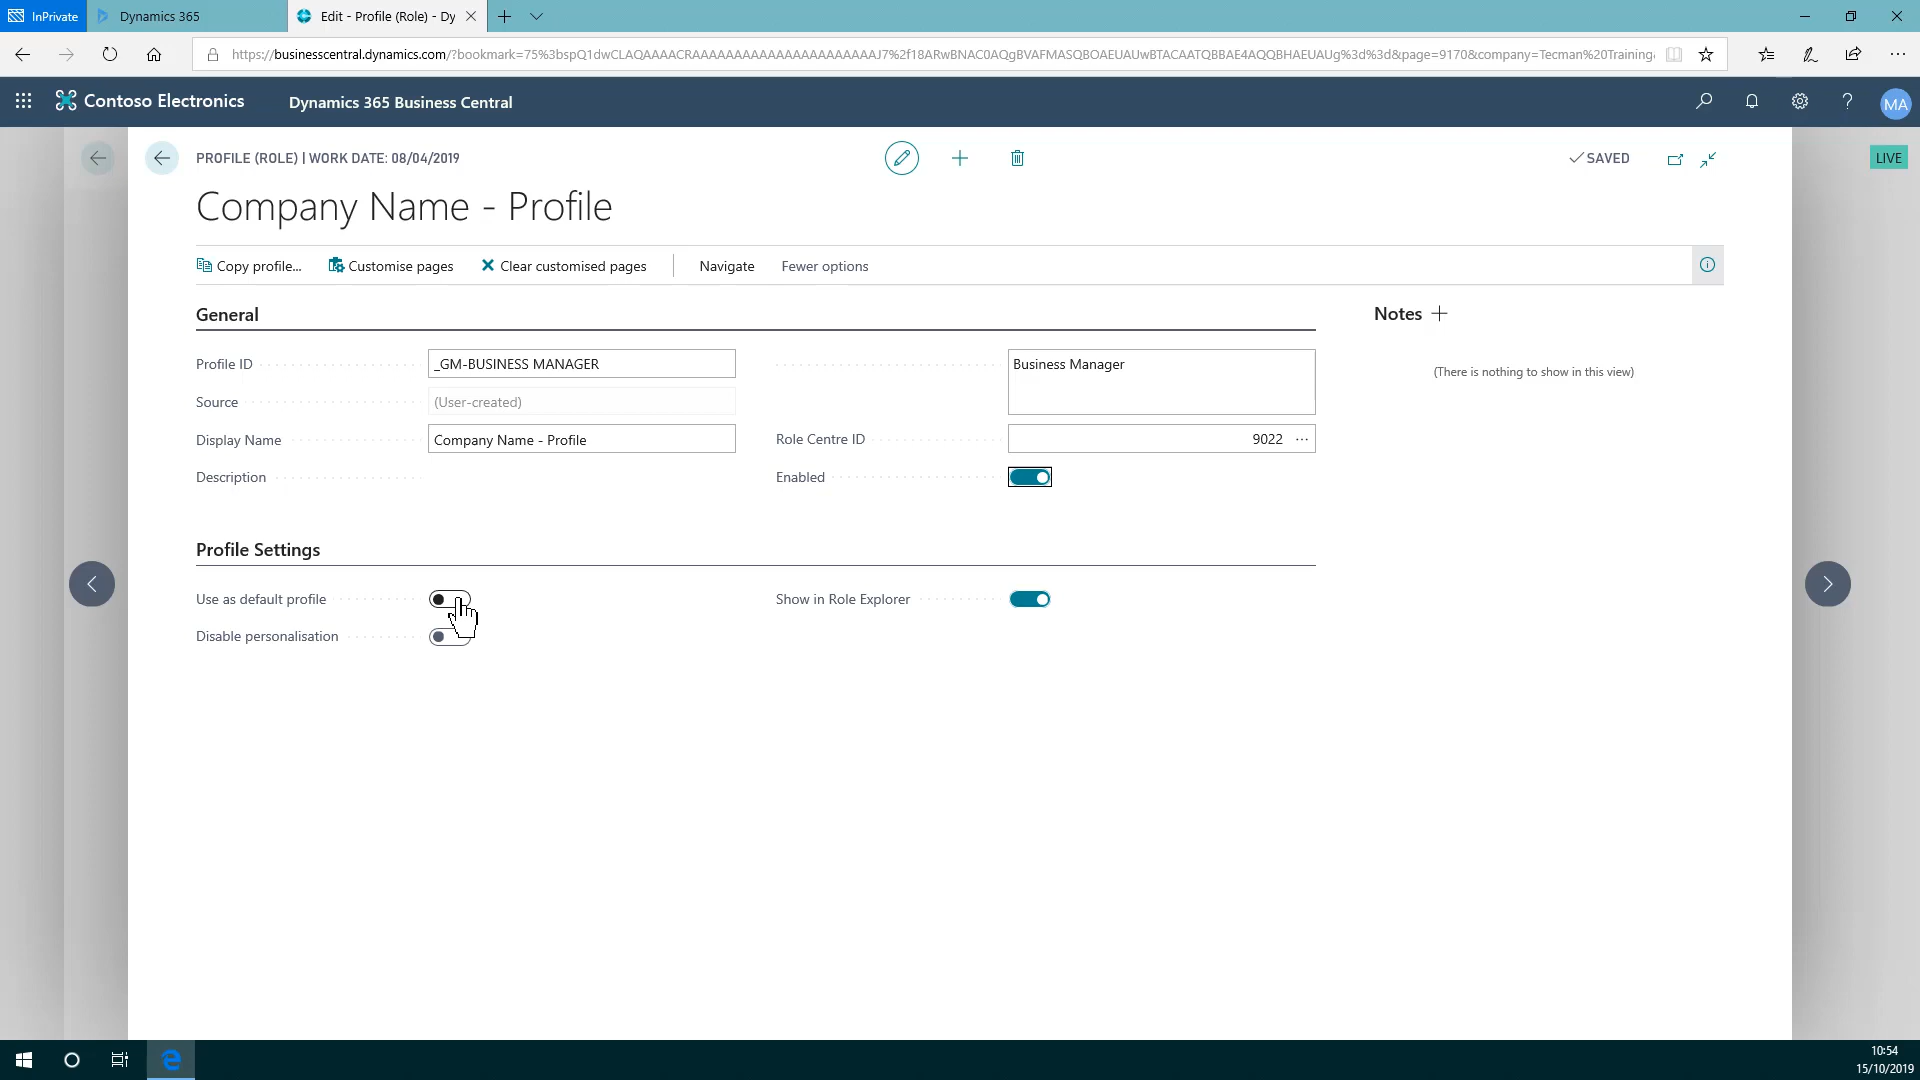 InPrivate
Dynamics 365
Edit - Profile (Role) - Dy
https://businesscentral.dynamics.com/?bookmark=75%3bspQ1dwCLAQAAAACRAAAAAAAAAAAAAAAAAAAAAAJ7%2f18ARwBNAC0AQgBVAFMASQBOAEUAUwBTACAATQBBAE4AQQBHAEUAUg%3d%3d&page=9170&company=Tecman%20Training
Contoso Electronics
Dynamics 365 Business Central
MA
PROFILE (ROLE) | WORK DATE: 08/04/2019
SAVED
LIVE
Company Name - Profile
Copy profile...
Customise pages
Clear customised pages
Navigate
Fewer options
General
Notes
Profile ID
_GM-BUSINESS MANAGER
Business Manager
(There is nothing to show in this view)
Source
(User-created)
Display Name
Company Name - Profile
Role Centre ID
9022
Description
Enabled
Profile Settings
Use as default profile
Show in Role Explorer
Disable personalisation
10:54
15/10/2019